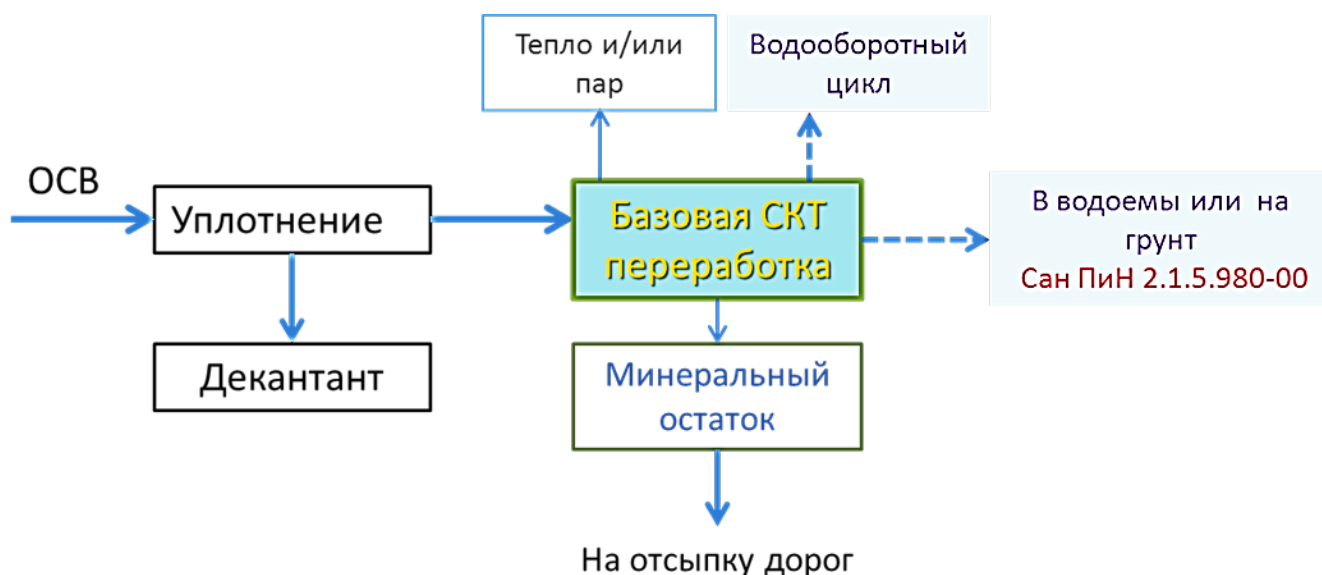 Тепло и/или
пар
Водооборотный
цикл
ОСВ
Уплотнение
Базовая СКТ
переработка
В водоемы или на
грунт
Сан ПиН 2.1.5.980-00
Декантант
Минеральный
остаток
На отсыпку дорог